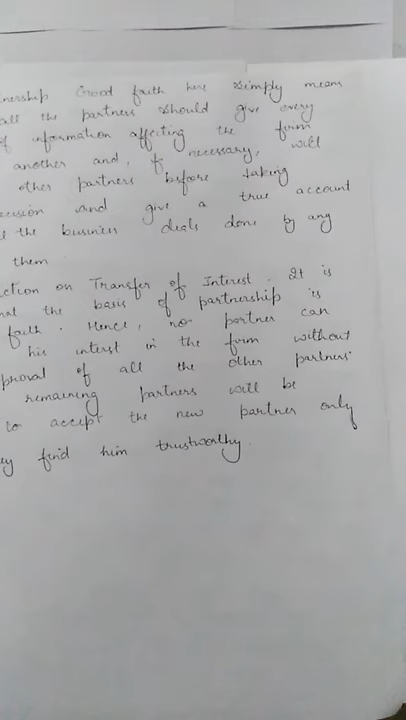 nership Good faith here simply means
all the partners should give every
of information affecting the firm
another and, if necessary, will
other partners before taking
ecision and give a true account
the business deals done by any
them
ction on Transfer of Interest. It is
hat the basis of partnership is
faith. Hence, no partner can
his interest in the firm without
pproval of all the other partners.
remaining partners will be
to accept the new partner only
ey find him trustworthy.